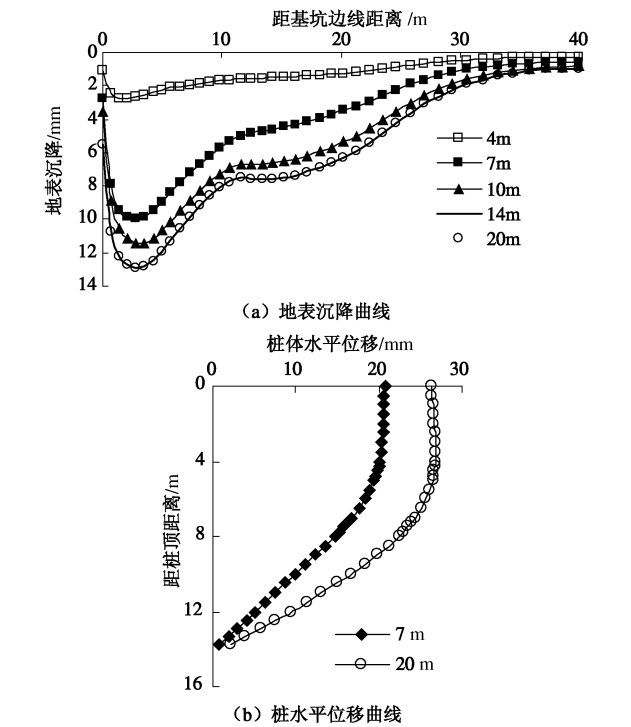 距基坑边线距离 /m
0 10 20 30 40
0
2
4
6
8
10
12
14
地表沉降/mm
4m
7m
10m
14m
20m
（a）地表沉降曲线
桩体水平位移/mm
0 10 20 30
0
4
8
12
16
距桩顶距离/m
7 m
20 m
（b）桩水平位移曲线